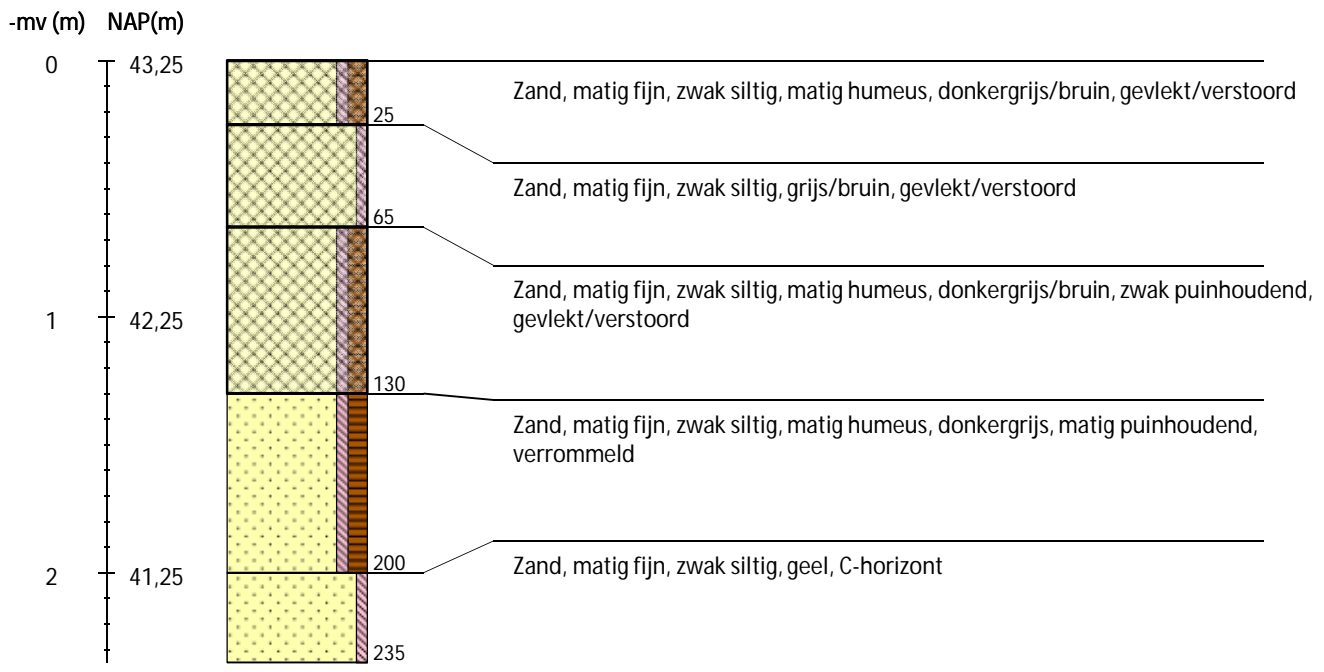 -mv (m) NAP(m)
0 43,25
Zand, matig fijn, zwak siltig, matig humeus, donkergrijs/bruin, gevlekt/verstoord
25
Zand, matig fijn, zwak siltig, grijs/bruin, gevlekt/verstoord
65
Zand, matig fijn, zwak siltig, matig humeus, donkergrijs/bruin, zwak puinhoudend,
gevlekt/verstoord
1 42,25
130
Zand, matig fijn, zwak siltig, matig humeus, donkergrijs, matig puinhoudend,
verrommeld
200
Zand, matig fijn, zwak siltig, geel, C-horizont
2 41,25
235